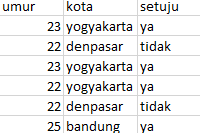 umur kota setuju
23 yogyakarta ya
22 denpasar tidak
23 yogyakarta ya
22 yogyakarta ya
22 denpasar tidak
25 bandung ya